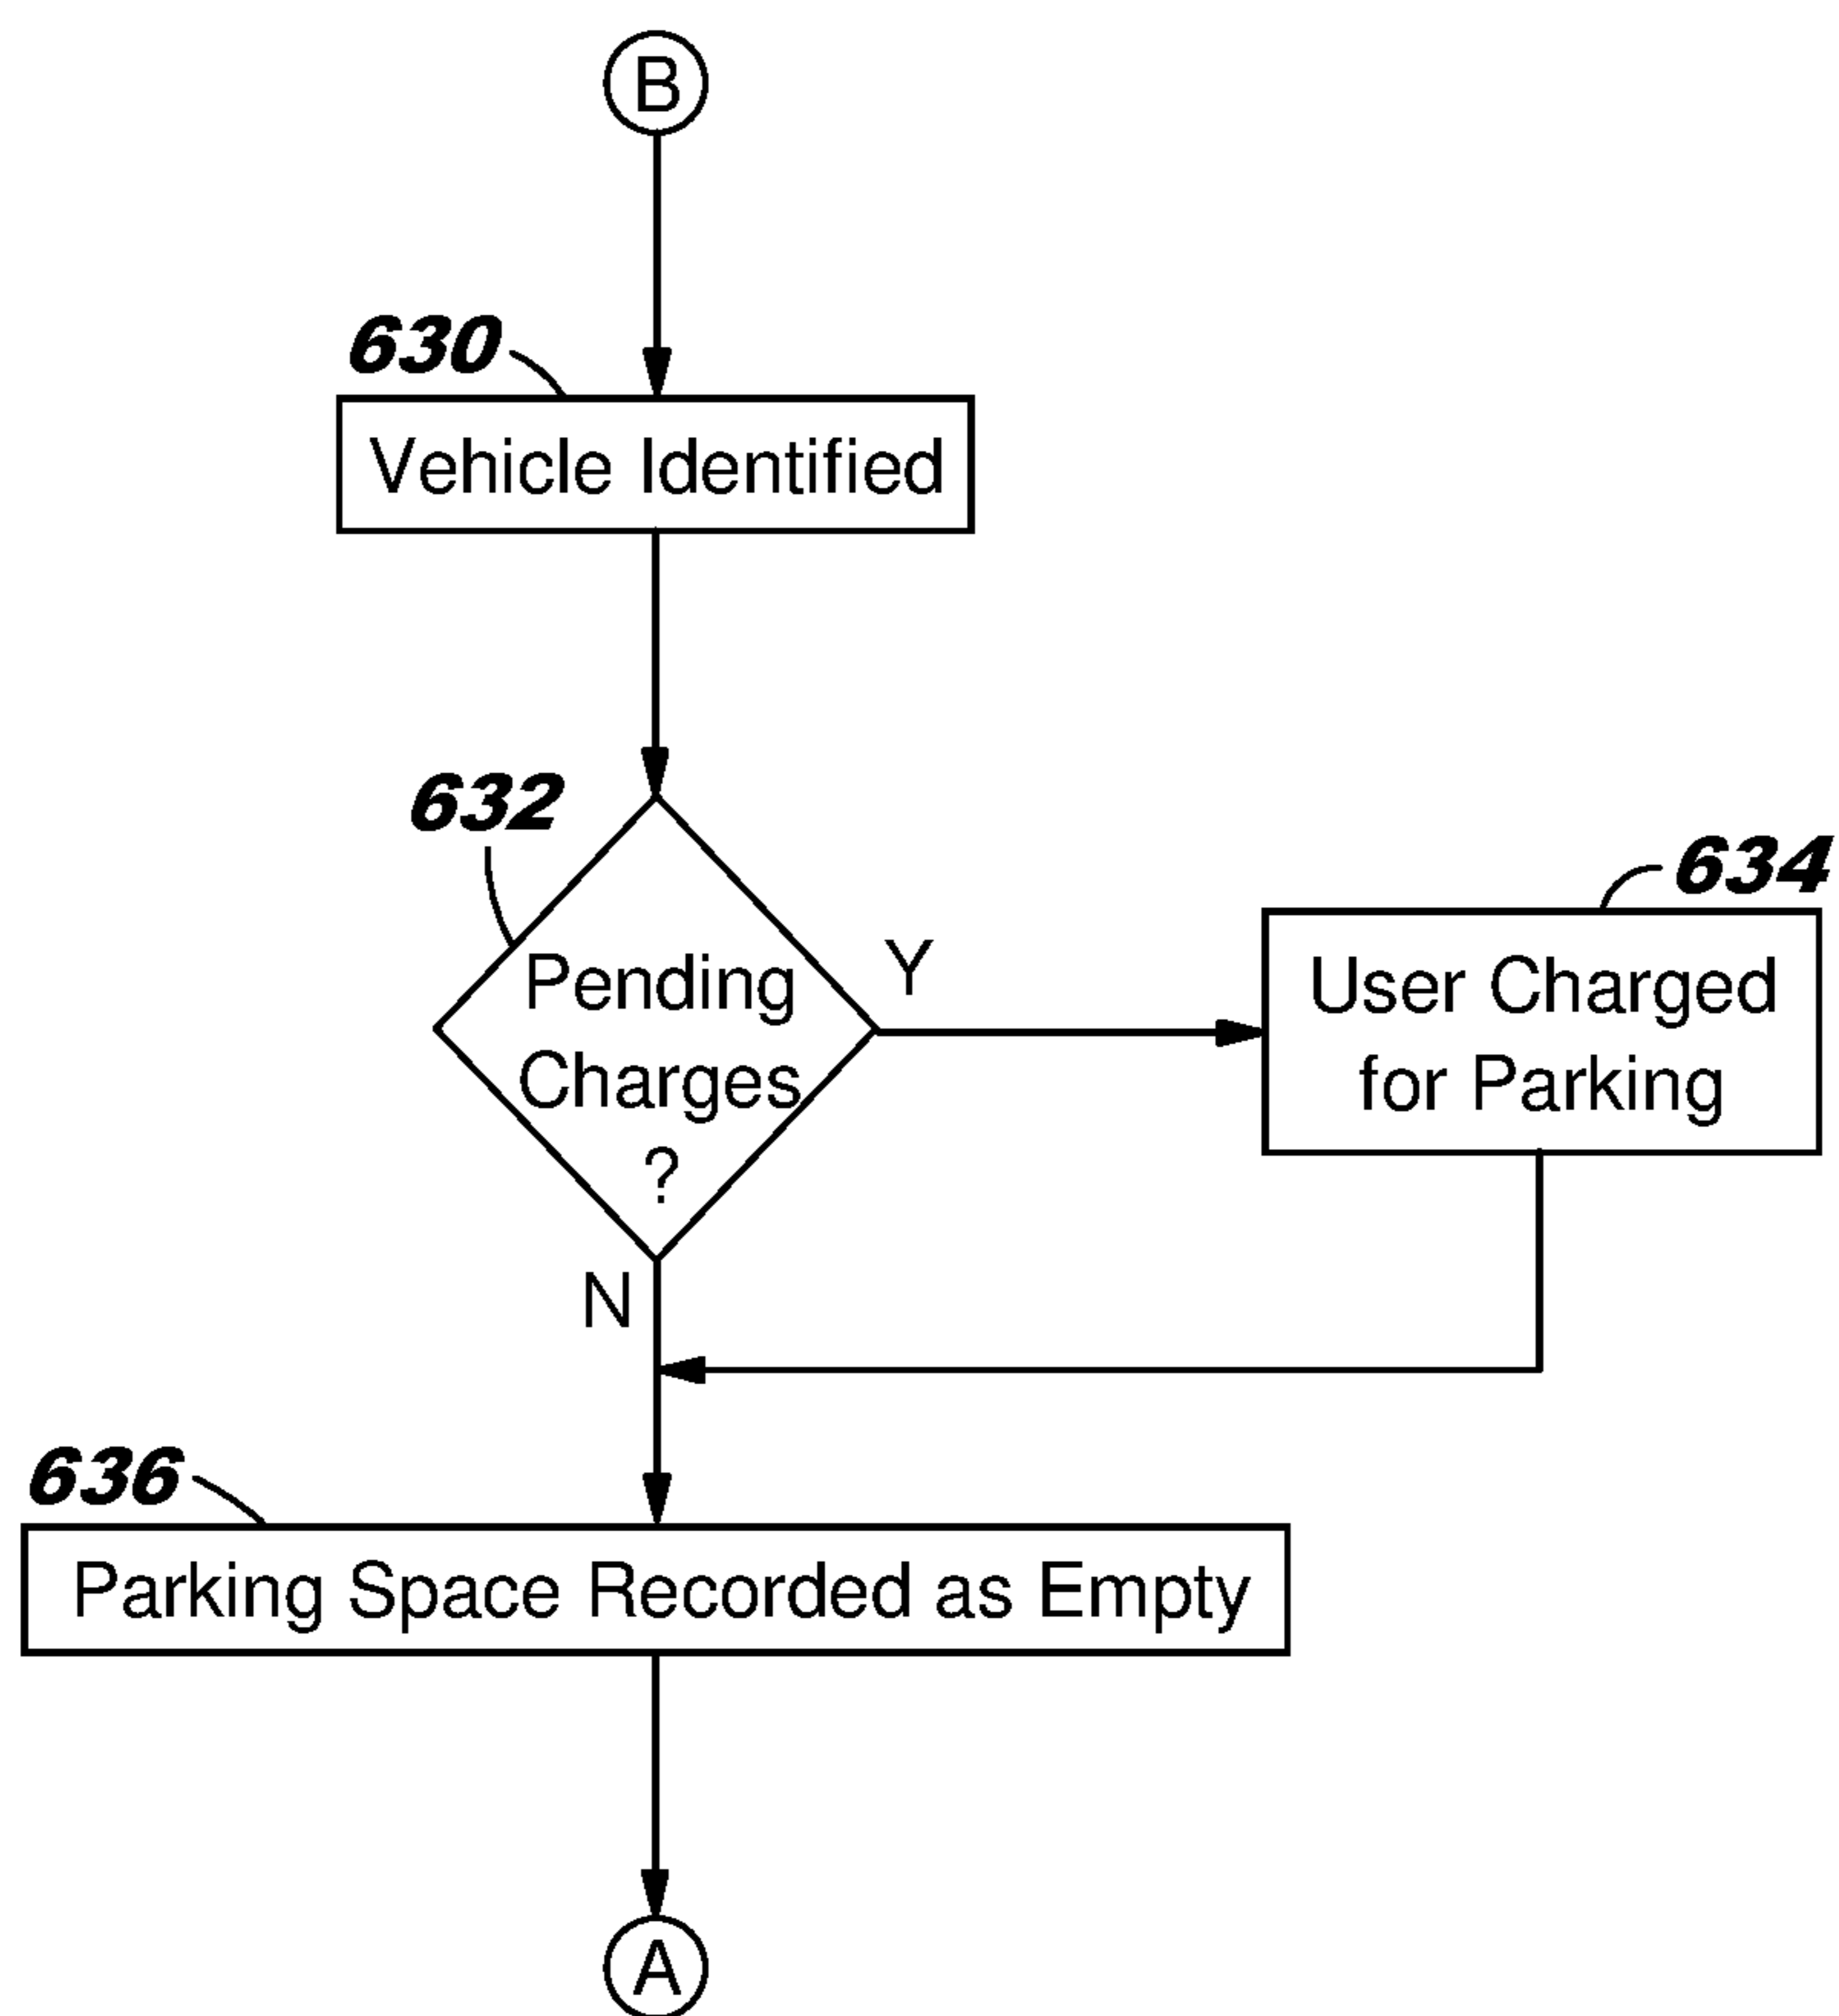 B
630
Vehicle Identified
632
634
Pending
Charges
?
Y
User Charged
for Parking
N
636
Parking Space Recorded as Empty
A